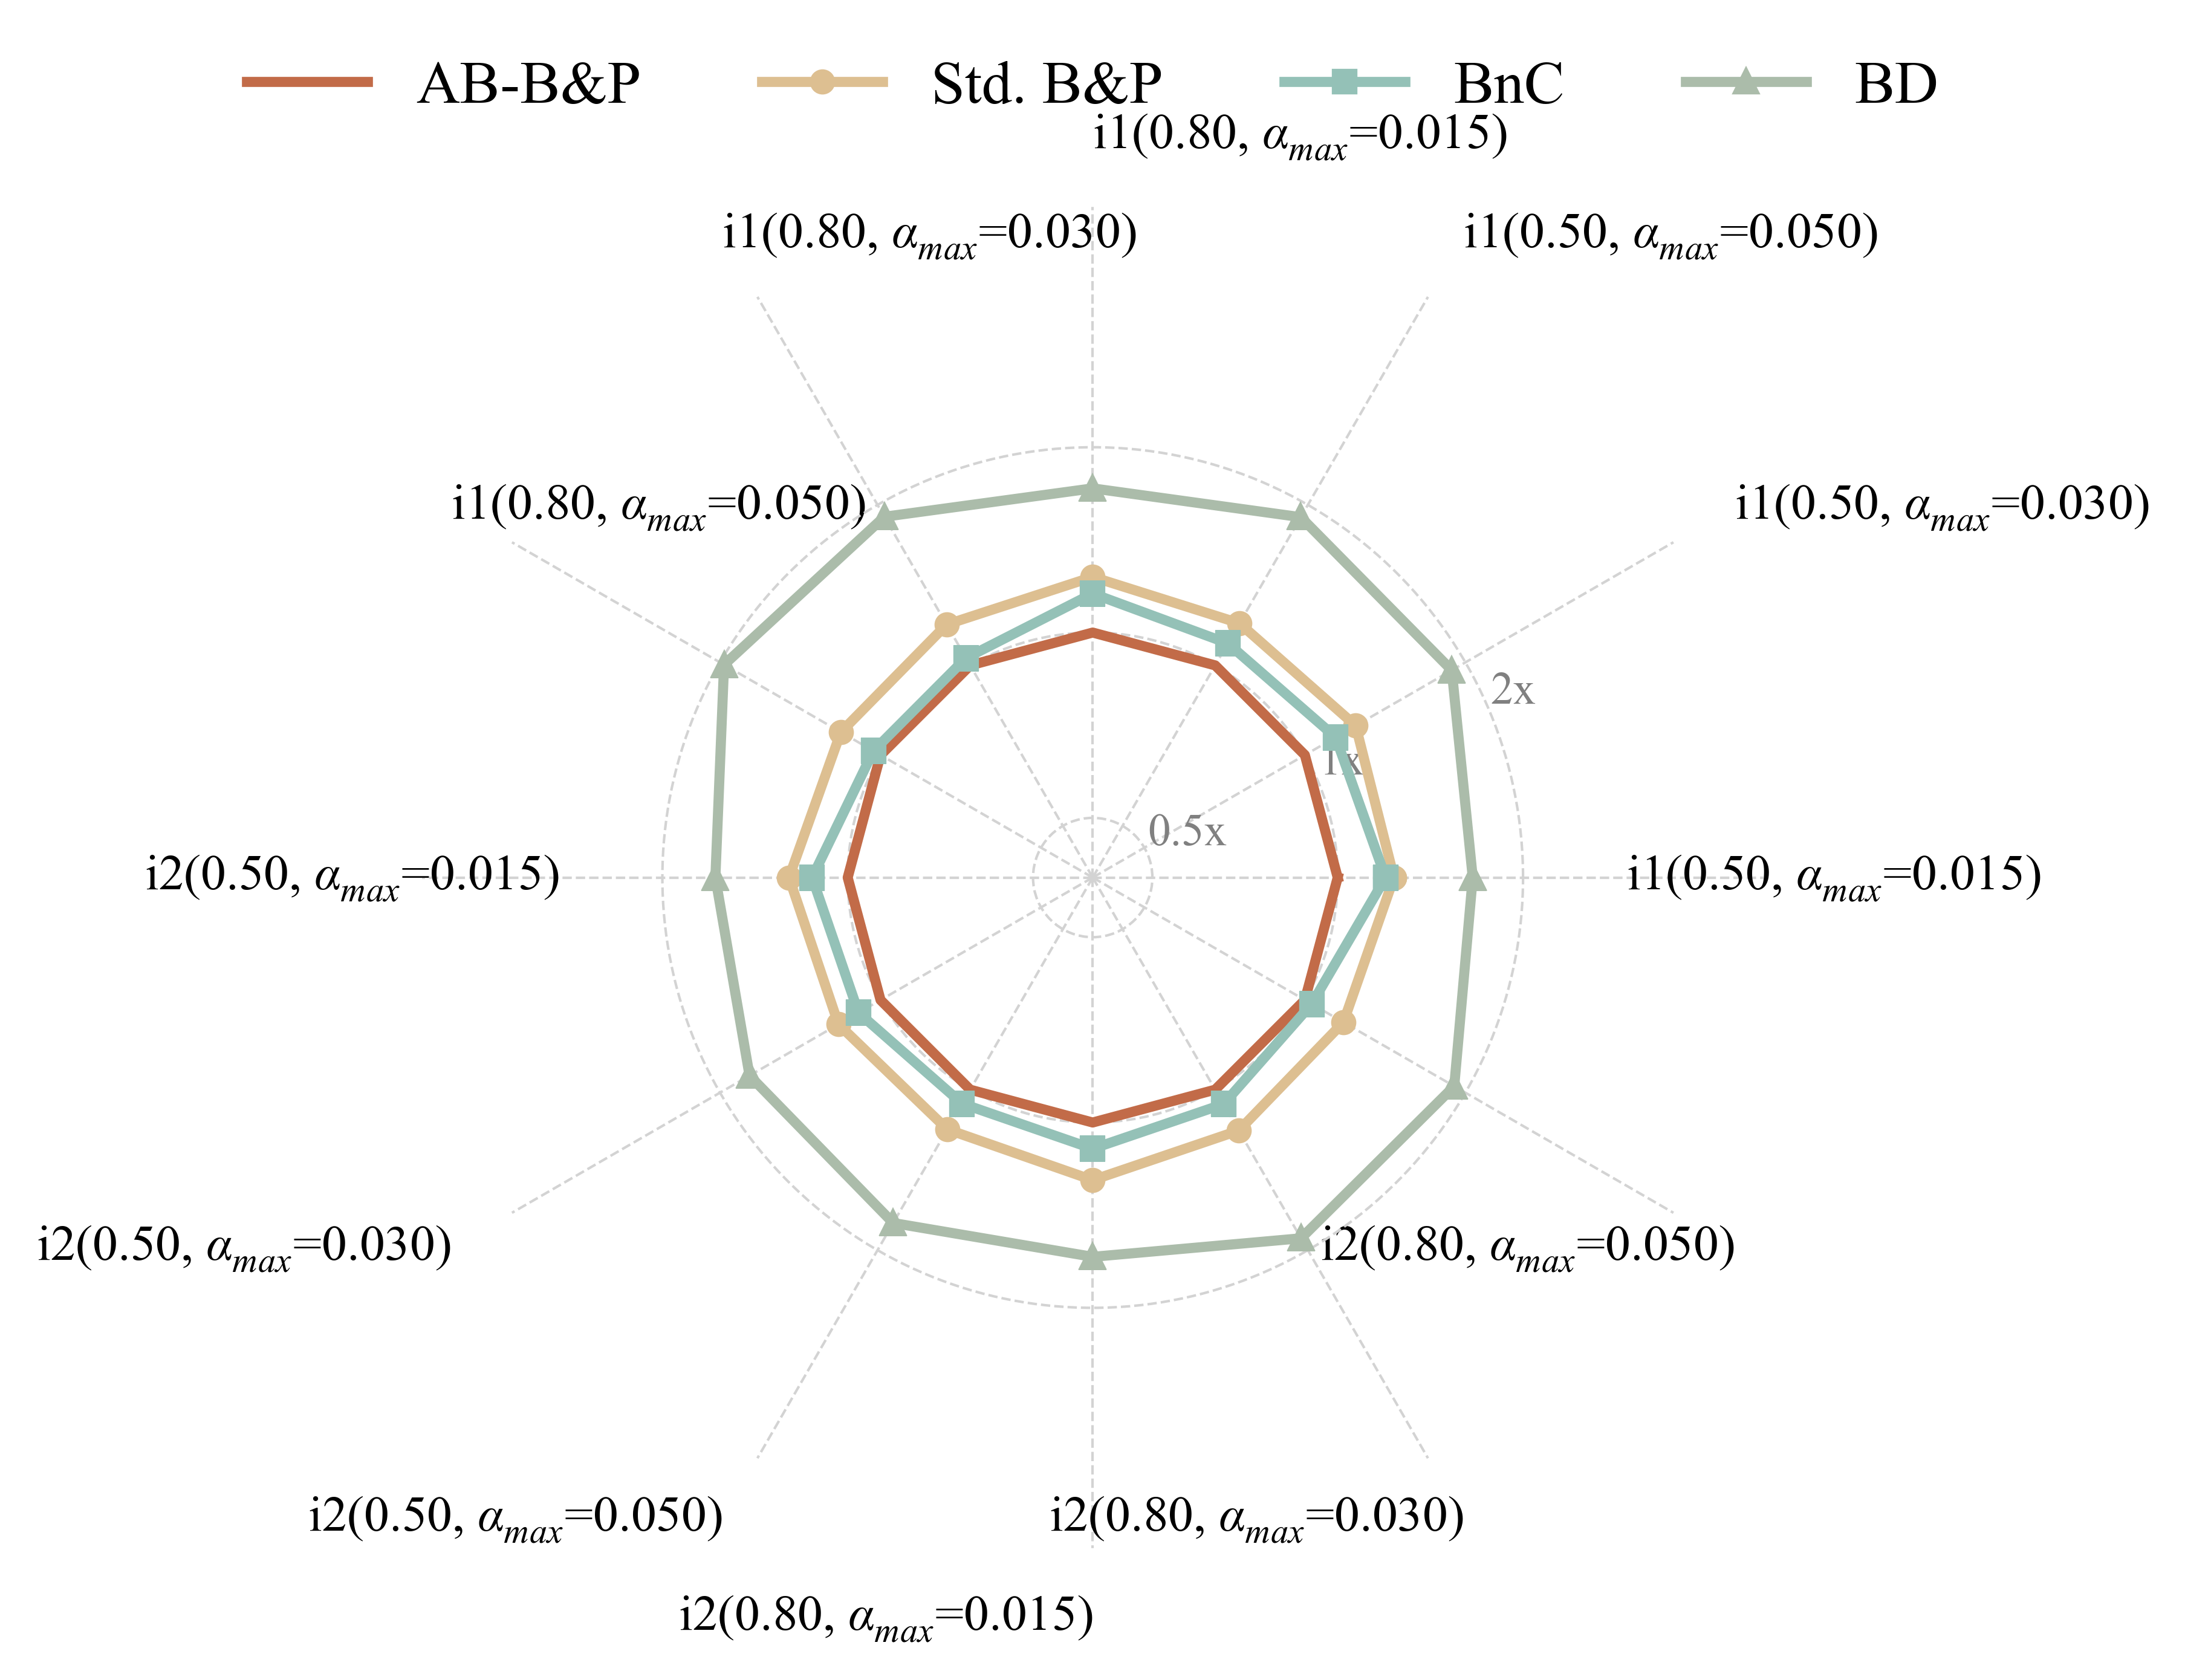 AB-B&P Std. B&P BnC BD
i1(0.80, αmax=0.015)
i1(0.80, αmax=0.030)
i1(0.50, αmax=0.050)
i1(0.80, αmax=0.050)
i1(0.50, αmax=0.030)
2x
1x
0.5x
i2(0.50, αmax=0.015)
i1(0.50, αmax=0.015)
i2(0.50, αmax=0.030)
i2(0.80, αmax=0.050)
i2(0.50, αmax=0.050)
i2(0.80, αmax=0.030)
i2(0.80, αmax=0.015)